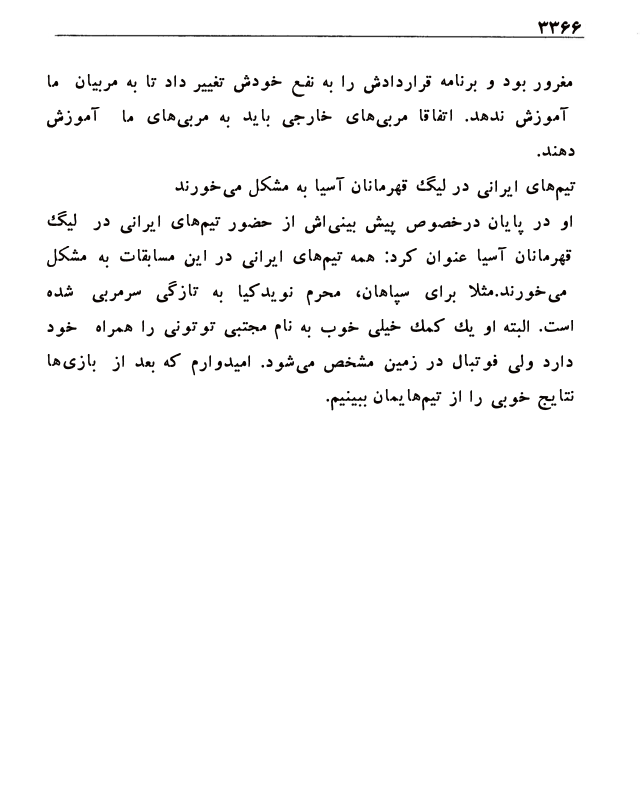 ۳۳۶۶
مغرور بود و برنامه قراردادش را به نفع خودش تغییر داد تا به مربیان ما
آموزش ندهد. اتفاقا مربی‌های خارجی باید به مربی‌های ما آموزش
دهند.
تیم‌های ایرانی در لیگ قهرمانان آسیا به مشکل می‌خورند
او در پایان درخصوص پیش بینی‌اش از حضور تیم‌های ایرانی در لیگ
قهرمانان آسیا عنوان کرد: همه تیم‌های ایرانی در این مسابقات به مشکل
می‌خورند.مثلا برای سپاهان، محرم نویدکیا به تازگی سرمربی شده
است. البته او یک کمک خیلی خوب به نام مجتبی توتونی را همراه خود
دارد ولی فوتبال در زمین مشخص می‌شود. امیدوارم که بعد از بازی‌ها
نتایج خوبی را از تیم‌هایمان ببینیم.